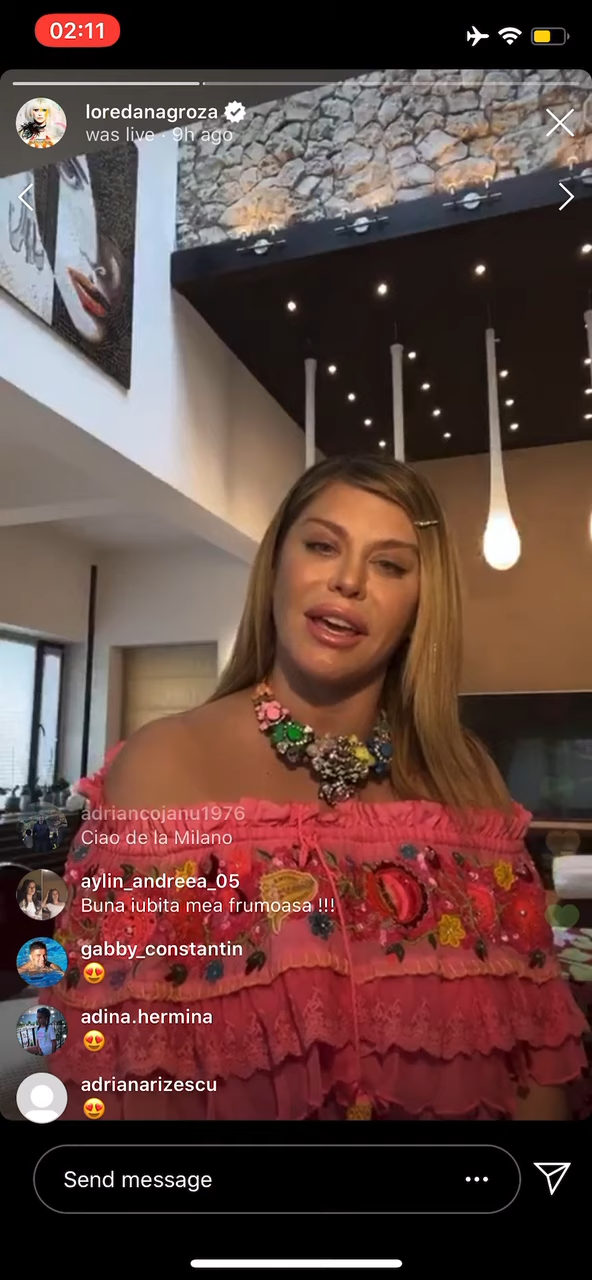 02:11
loredanagroza
was live · 9h ago
adriancojanu1976
Ciao de la Milano
aylin_andreea_05
Buna iubita mea frumoasa !!!
gabby_constantin
😍
adina.hermina
😍
adrianarizescu
😍
Send message